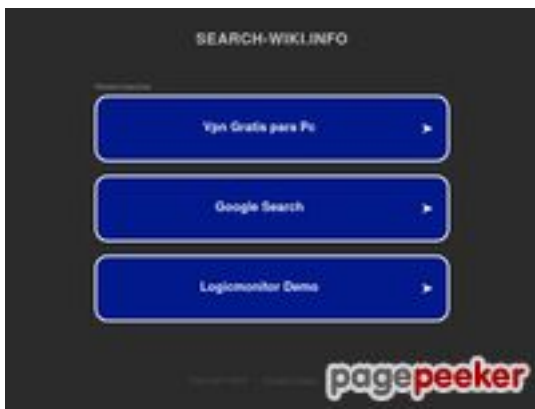 SEARCH-WIKI.INFO
Vpn Gratis para Pc
Google Search
Logicmonitor Demo
pagepeeker